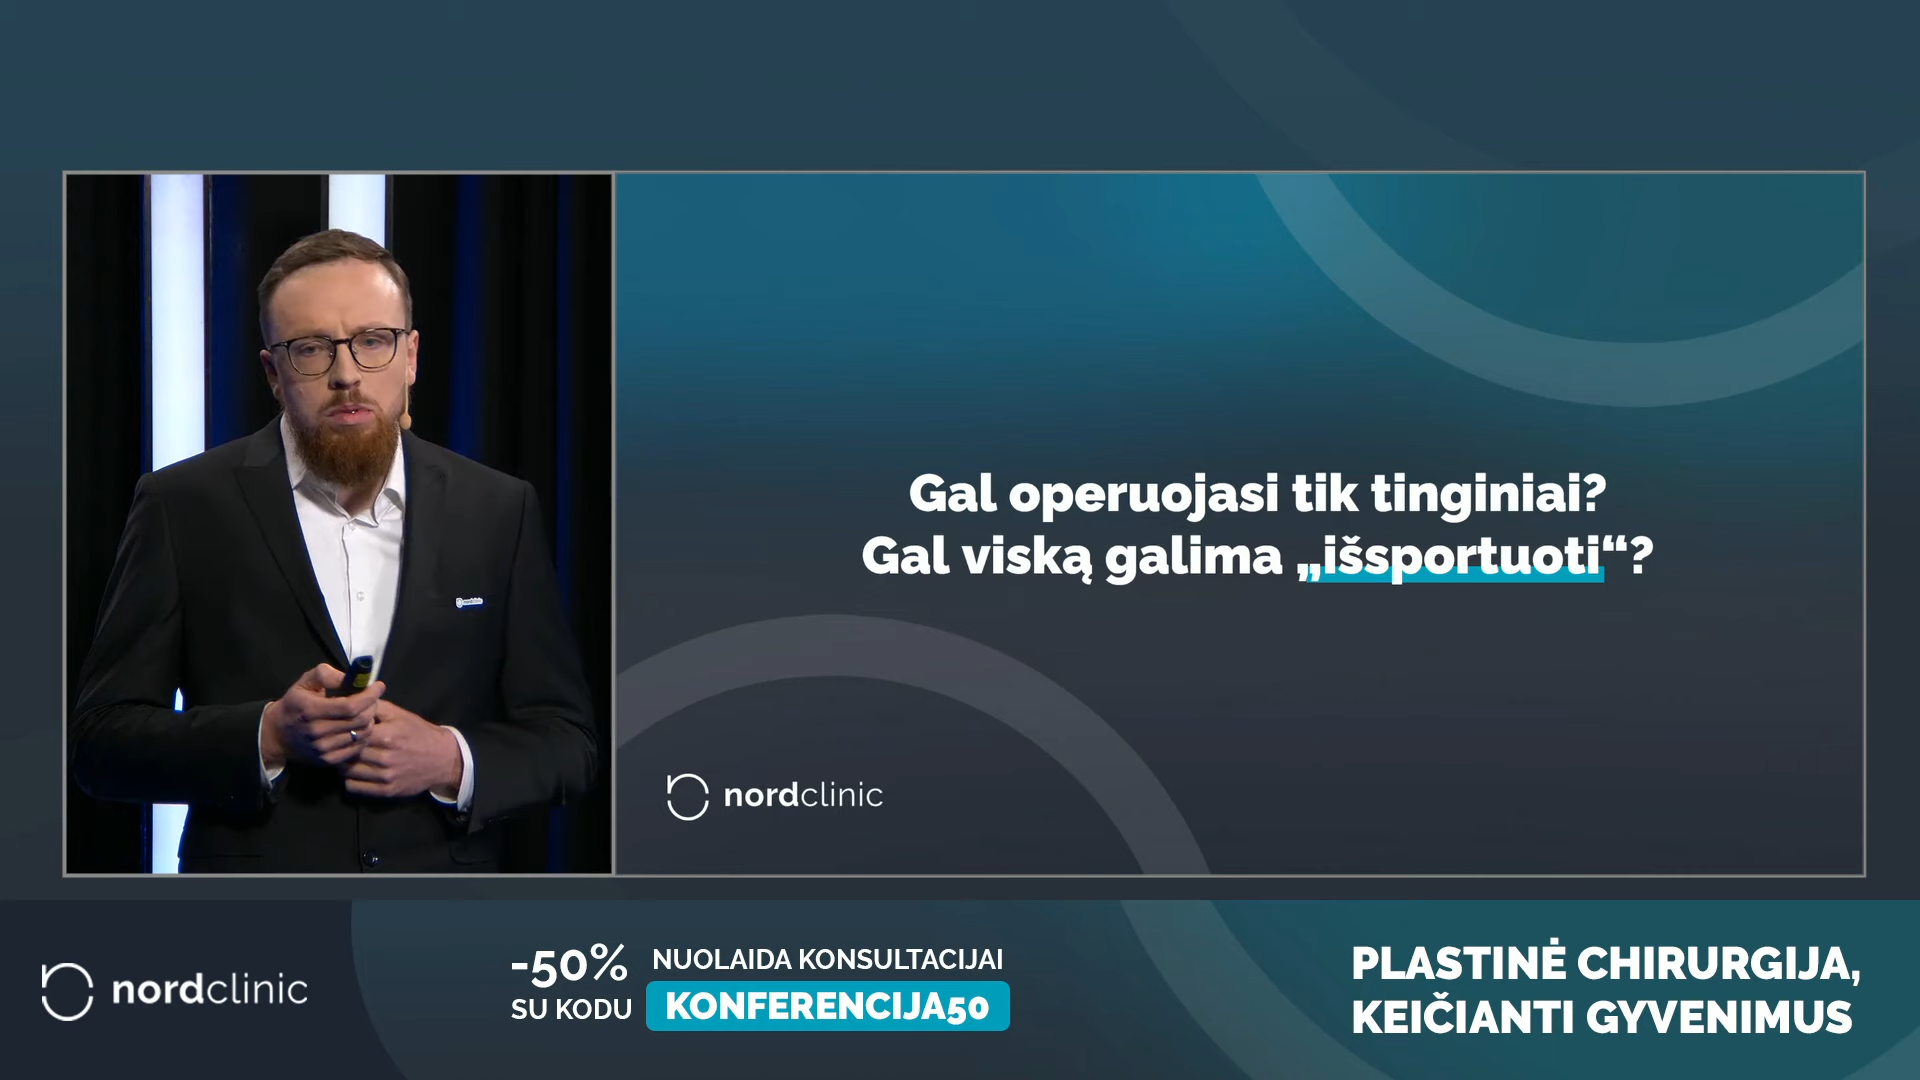 Gal operuojasi tik tinginiai?
Gal viską galima „išsportuoti“?
nordclinic
nordclinic
-50% NUOLAIDA KONSULTACIJAI
SU KODU KONFERENCIJA50
PLASTINĖ CHIRURGIJA,
KEIČIANTI GYVENIMUS